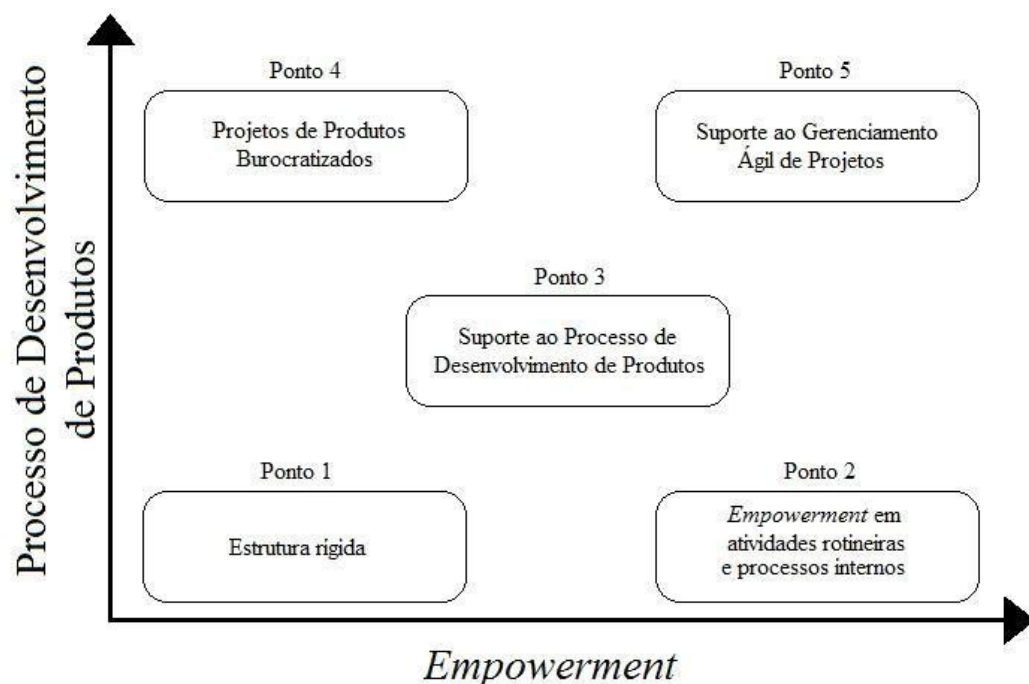 Processo de Desenvolvimento
de Produtos
Ponto 4
Projetos de Produtos
Burocratizados
Ponto 5
Suporte ao Gerenciamento
Ágil de Projetos
Ponto 3
Suporte ao Processo de
Desenvolvimento de Produtos
Ponto 1
Estrutura rígida
Ponto 2
Empowerment em
atividades rotineiras
e processos internos
Empowerment